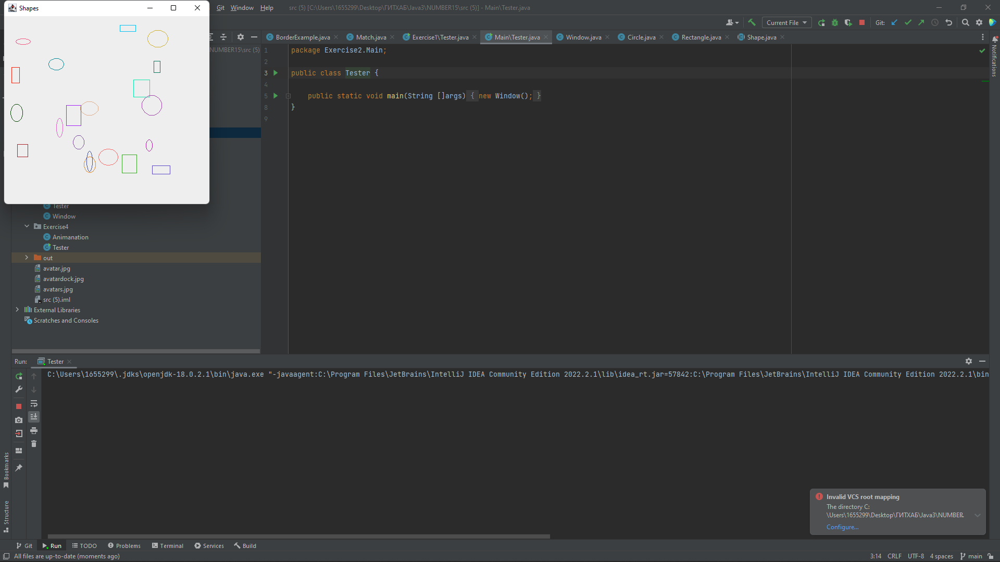 Shapes
Git Window Help
src (5) [C:\Users\1655299\Desktop\ГИТХАБ\Java3\NUMBER15\src (5)] - Main\Tester.java
Current File
Git:
BorderExample.java
Match.java
Exercise1\Tester.java
Main\Tester.java
Window.java
Circle.java
Rectangle.java
Shape.java
Notifications
NUMBER15\src (5)
1 package Exercise2.Main;
2
3 public class Tester {
4
5 public static void main(String []args) { new Window(); }
8 }
9
Tester
Window
Exercise4
Animanation
Tester
out
avatar.jpg
avatardock.jpg
avatars.jpg
src (5).iml
External Libraries
Scratches and Consoles
Run: Tester
C:\Users\1655299\.jdks\openjdk-18.0.2.1\bin\java.exe "-javaagent:C:\Program Files\JetBrains\IntelliJ IDEA Community Edition 2022.2.1\lib\idea_rt.jar=57842:C:\Program Files\JetBrains\IntelliJ IDEA Community Edition 2022.2.1\bin
Bookmarks
Structure
Invalid VCS root mapping
The directory C:
\Users\1655299\Desktop\ГИТХАБ\Java3\NUMBER.
Configure...
Git Run TODO Problems Terminal Services Build
All files are up-to-date (moments ago)
3:14 CRLF UTF-8 4 spaces main